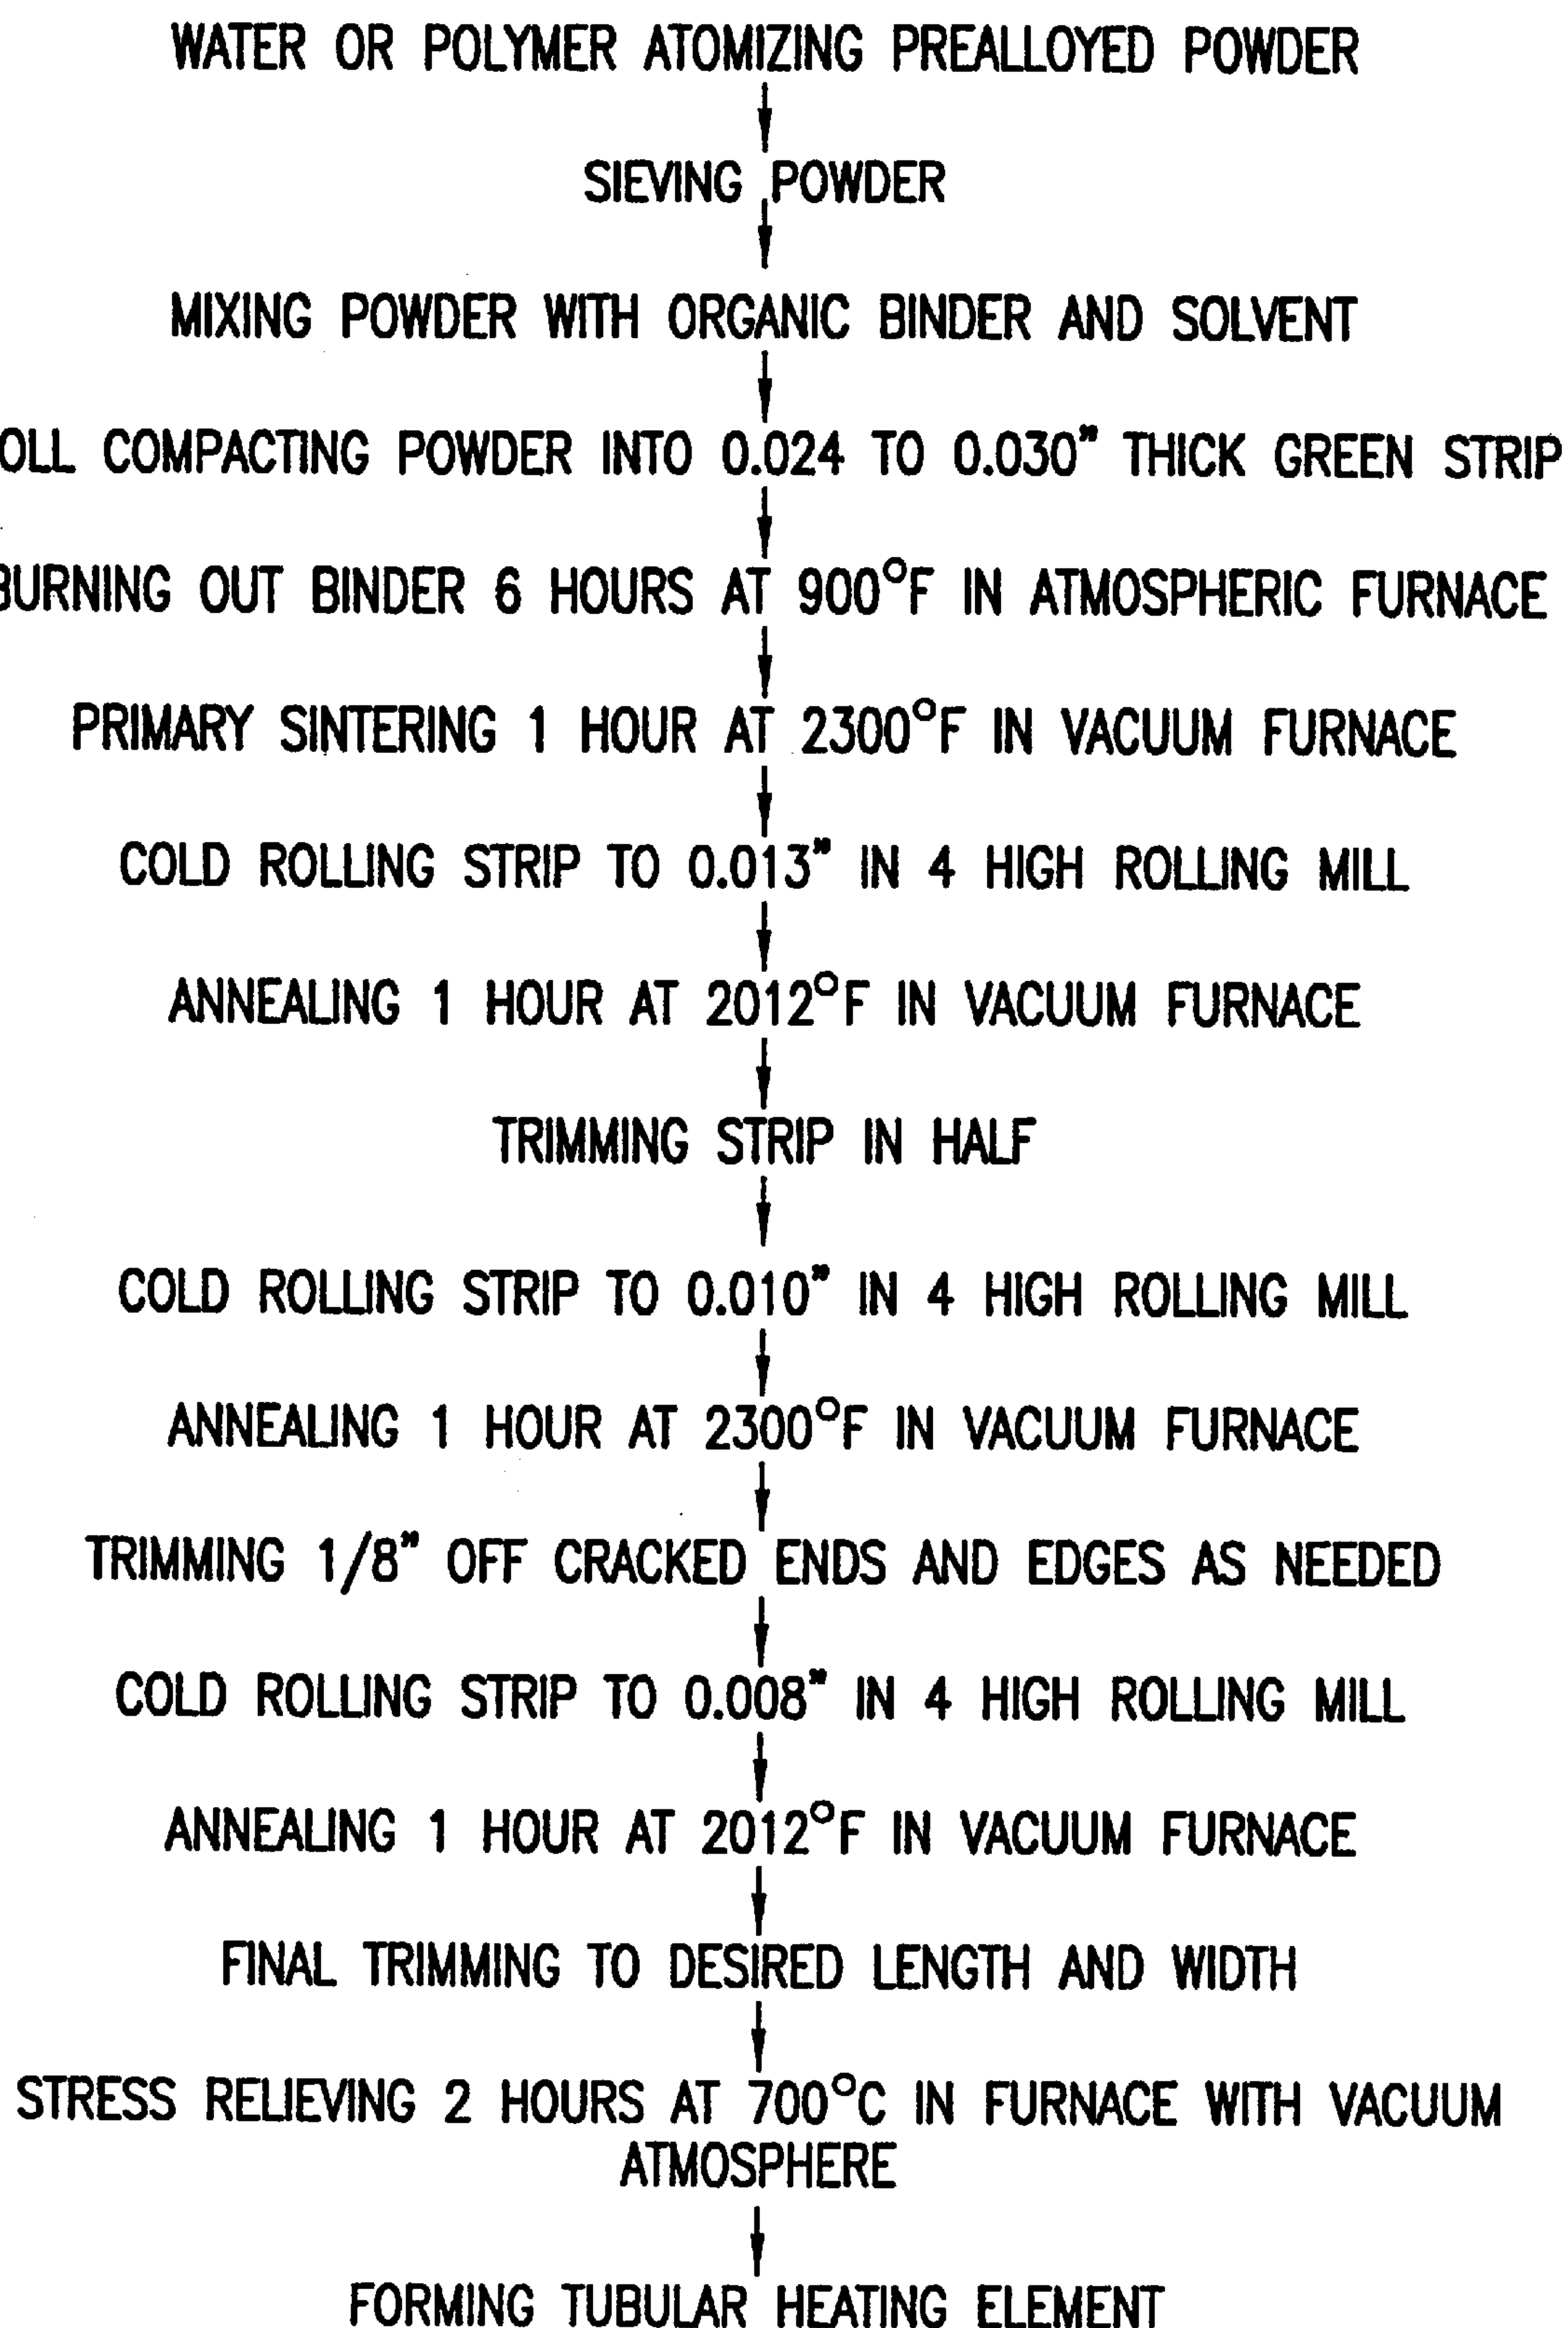 WATER OR POLYMER ATOMIZING PREALLOYED POWDER
SIEVING POWDER
MIXING POWDER WITH ORGANIC BINDER AND SOLVENT
OLL COMPACTING POWDER INTO 0.024 TO 0.030" THICK GREEN STRIP
BURNING OUT BINDER 6 HOURS AT 900°F IN ATMOSPHERIC FURNACE
PRIMARY SINTERING 1 HOUR AT 2300°F IN VACUUM FURNACE
COLD ROLLING STRIP TO 0.013" IN 4 HIGH ROLLING MILL
ANNEALING 1 HOUR AT 2012°F IN VACUUM FURNACE
TRIMMING STRIP IN HALF
COLD ROLLING STRIP TO 0.010" IN 4 HIGH ROLLING MILL
ANNEALING 1 HOUR AT 2300°F IN VACUUM FURNACE
TRIMMING 1/8" OFF CRACKED ENDS AND EDGES AS NEEDED
COLD ROLLING STRIP TO 0.008" IN 4 HIGH ROLLING MILL
ANNEALING 1 HOUR AT 2012°F IN VACUUM FURNACE
FINAL TRIMMING TO DESIRED LENGTH AND WIDTH
STRESS RELIEVING 2 HOURS AT 700°C IN FURNACE WITH VACUUM
ATMOSPHERE
FORMING TUBULAR HEATING ELEMENT